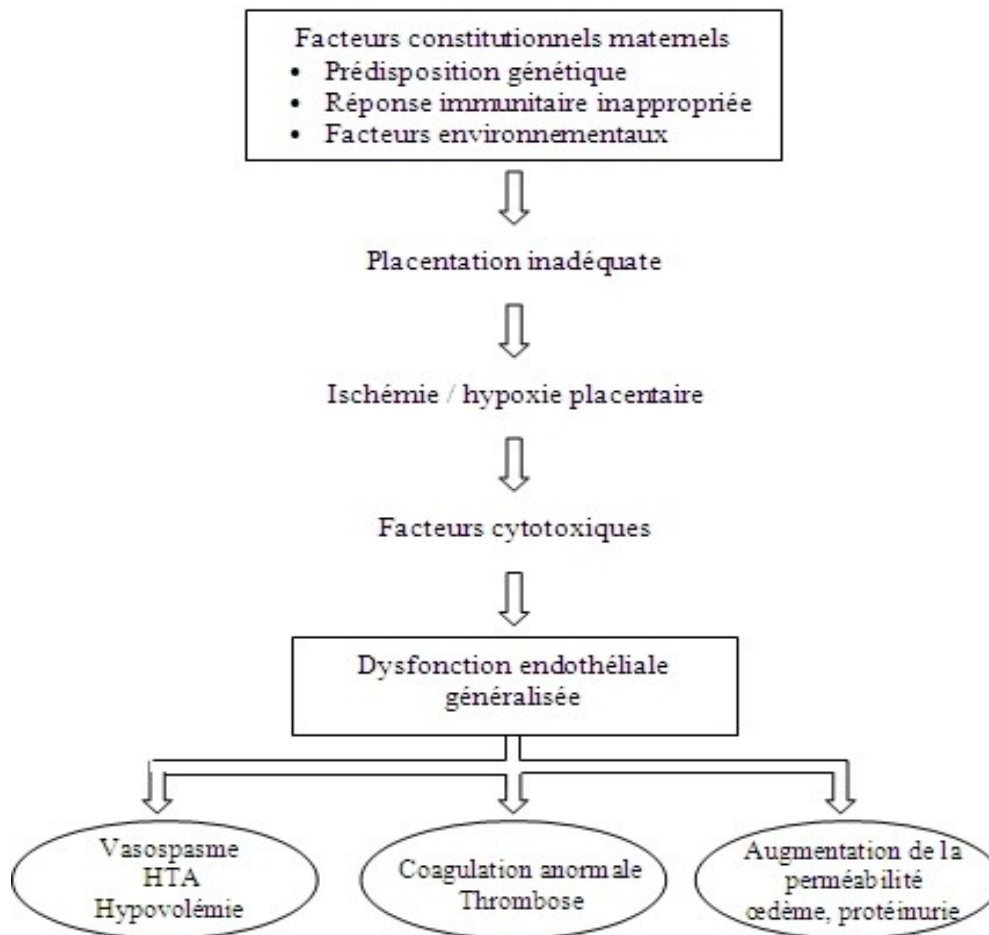 Facteurs constitutionnels maternels
• Prédisposition génétique
• Réponse immunitaire inappropriée
• Facteurs environnementaux
Placentation inadéquate
Ischémie / hypoxie placentaire
Facteurs cytotoxiques
Dysfonction endothéliale
généralisée
Vasospasme
HTA
Hypovolémie
Coagulation anormale
Thrombose
Augmentation de la
perméabilité
œdème, protéinurie